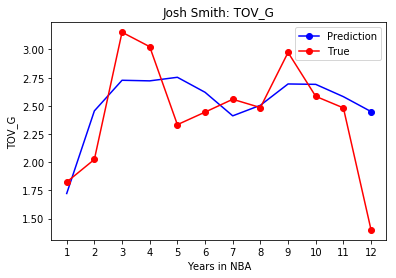 Josh Smith: TOV_G
Prediction
True
TOV_G
3.00
2.75
2.50
2.25
2.00
1.75
1.50
1 2 3 4 5 6 7 8 9 10 11 12
Years in NBA